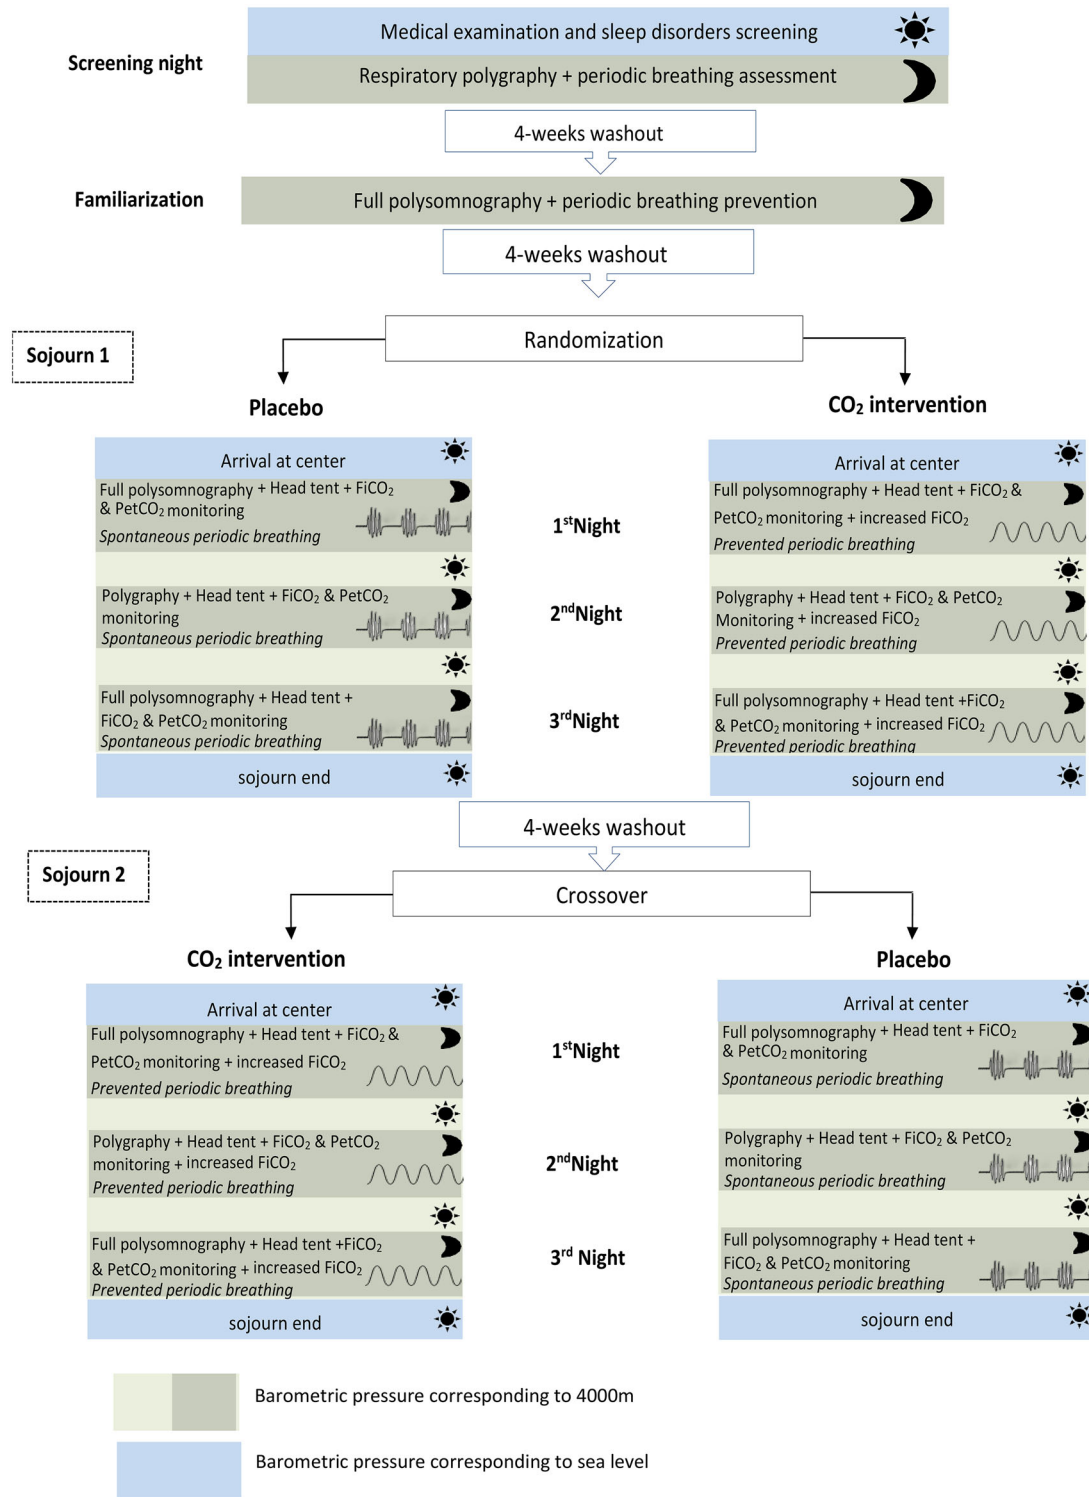 Medical examination and sleep disorders screening
Screening night
Respiratory polygraphy + periodic breathing assessment
4-weeks washout
Familiarization
Full polysomnography + periodic breathing prevention
4-weeks washout
Randomization
Sojourn 1
Placebo
CO₂ intervention
Arrival at center
Full polysomnography + Head tent + FiCO₂
& PetCO₂ monitoring
Spontaneous periodic breathing
Polygraphy + Head tent + FiCO₂ & PetCO₂
monitoring
Spontaneous periodic breathing
Full polysomnography + Head tent +
FiCO₂ & PetCO₂ monitoring
Spontaneous periodic breathing
sojourn end
1stNight
2ndNight
3rdNight
Arrival at center
Full polysomnography + Head tent + FiCO₂ &
PetCO₂ monitoring + increased FiCO₂
Prevented periodic breathing
Polygraphy + Head tent + FiCO₂ & PetCO₂
Monitoring + increased FiCO₂
Prevented periodic breathing
Full polysomnography + Head tent +FiCO₂
& PetCO₂ monitoring + increased FiCO₂
Prevented periodic breathing
sojourn end
4-weeks washout
Sojourn 2
Crossover
CO₂ intervention
Placebo
Arrival at center
Full polysomnography + Head tent + FiCO₂ &
PetCO₂ monitoring + increased FiCO₂
Prevented periodic breathing
Polygraphy + Head tent + FiCO₂ & PetCO₂
monitoring + increased FiCO₂
Prevented periodic breathing
Full polysomnography + Head tent +FiCO₂
& PetCO₂ monitoring + increased FiCO₂
Prevented periodic breathing
sojourn end
1stNight
2ndNight
3rd Night
Arrival at center
Full polysomnography + Head tent + FiCO₂
& PetCO₂ monitoring
Spontaneous periodic breathing
Polygraphy + Head tent + FiCO₂ & PetCO₂
monitoring
Spontaneous periodic breathing
Full polysomnography + Head tent +
FiCO₂ & PetCO₂ monitoring
Spontaneous periodic breathing
sojourn end
Barometric pressure corresponding to 4000m
Barometric pressure corresponding to sea level